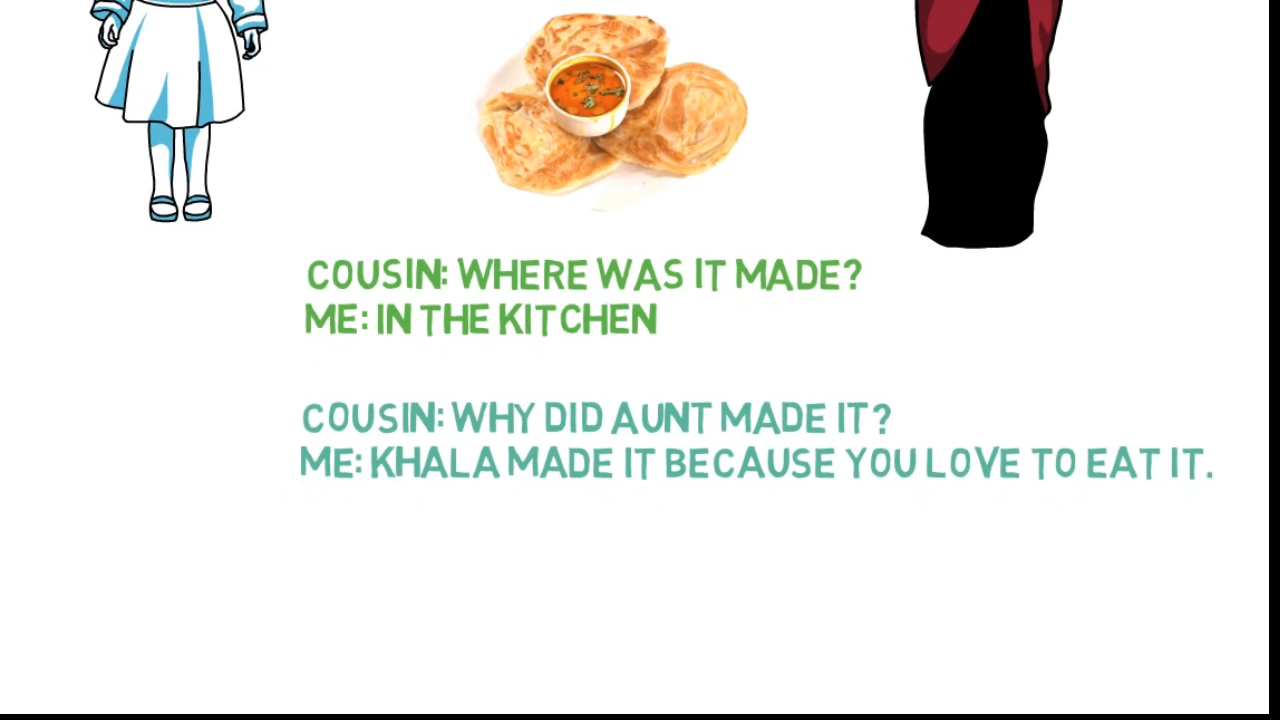 COUSIN: WHERE WAS IT MADE?
ME: IN THE KITCHEN
COUSIN: WHY DID AUNT MADE IT?
ME: KHALA MADE IT BECAUSE YOU LOVE TO EAT IT.